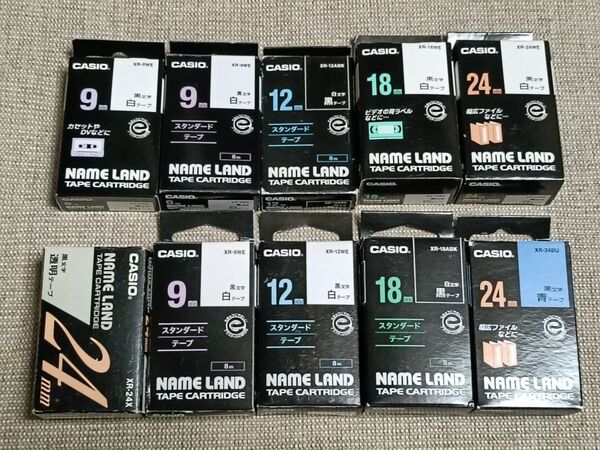 XR-9WE
CASIO.
9mm
黒文字
白テープ
カセットや
DVなどに
NAME LAND
TAPE CARTRIDGE
XR-9WE
CASIO.
9mm
黒文字
白テープ
スタンダード
テープ
8m
NAME LAND
TAPE CARTRIDGE
XR-12ABK
CASIO.
12mm
白文字
黒テープ
スタンダード
テープ
8m
NAME LAND
TAPE CARTRIDGE
XR-18WE
CASIO.
18mm
黒文字
白テープ
ビデオの背ラベル
などに…
NAME LAND
TAPE CARTRIDGE
XR-24WE
CASIO.
24mm
黒文字
白テープ
幅広ファイル
などに…
NAME LAND
TAPE CARTRIDGE
CASIO.
NAME LAND
TAPE CARTRIDGE
黒文字
透明テープ
24mm
XR-24X
XR-9WE
CASIO.
9mm
黒文字
白テープ
スタンダード
テープ
8m
NAME LAND
TAPE CARTRIDGE
XR-12WE
CASIO.
12mm
黒文字
白テープ
スタンダード
テープ
8m
NAME LAND
TAPE CARTRIDGE
XR-18ABK
CASIO.
18mm
白文字
黒テープ
スタンダード
テープ
8m
NAME LAND
TAPE CARTRIDGE
XR-24BU
CASIO.
24mm
黒文字
青テープ
幅広ファイル
などに…
NAME LAND
TAPE CARTRIDGE